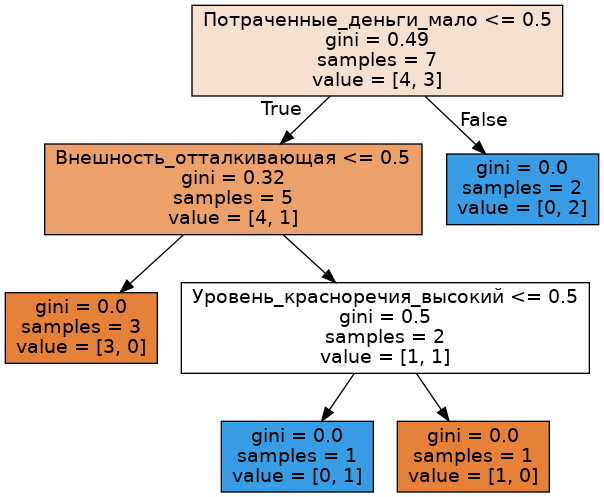 Потраченные_деньги_мало <= 0.5
gini = 0.49
samples = 7
value = [4, 3]
True
False
Внешность_отталкивающая <= 0.5
gini = 0.32
samples = 5
value = [4, 1]
gini = 0.0
samples = 2
value = [0, 2]
gini = 0.0
samples = 3
value = [3, 0]
Уровень_красноречия_высокий <= 0.5
gini = 0.5
samples = 2
value = [1, 1]
gini = 0.0
samples = 1
value = [0, 1]
gini = 0.0
samples = 1
value = [1, 0]